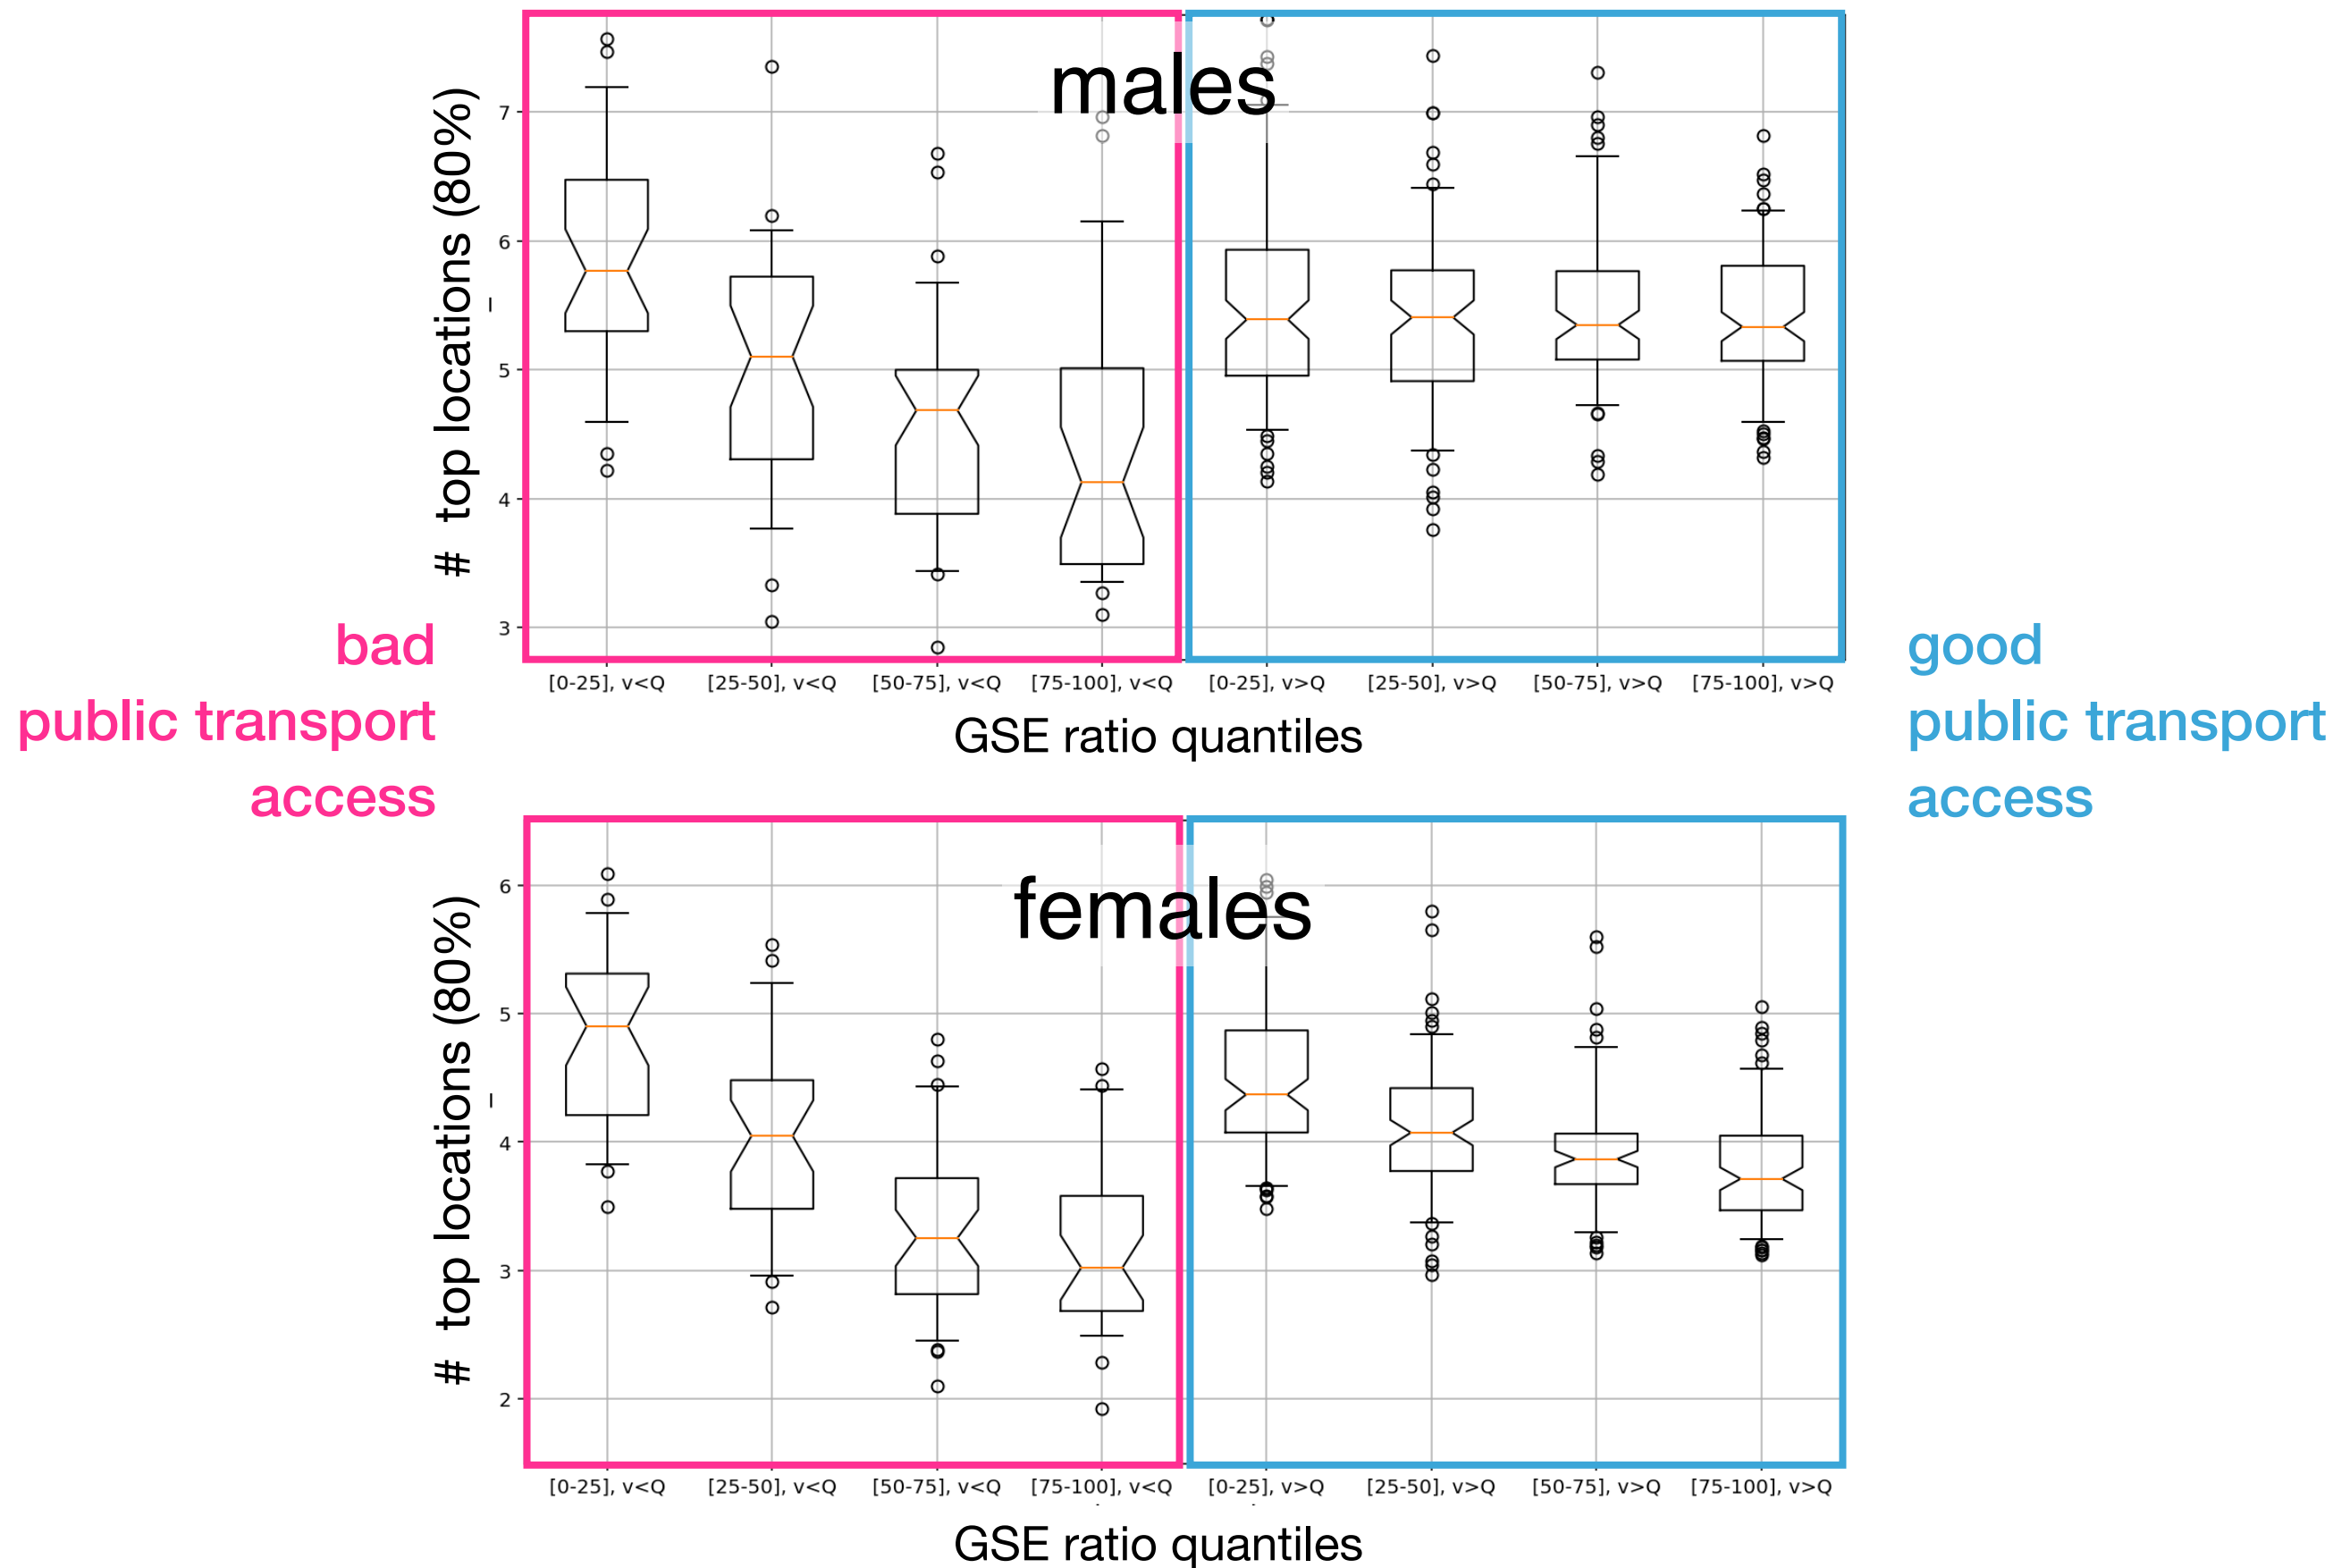 males
# top locations (80%)
7
6
5
4
3
[0-25], v<Q [25-50], v<Q [50-75], v<Q [75-100], v<Q [0-25], v>Q [25-50], v>Q [50-75], v>Q [75-100], v>Q
GSE ratio quantiles
bad
public transport
access
good
public transport
access
females
# top locations (80%)
6
5
4
3
2
[0-25], v<Q [25-50], v<Q [50-75], v<Q [75-100], v<Q [0-25], v>Q [25-50], v>Q [50-75], v>Q [75-100], v>Q
GSE ratio quantiles